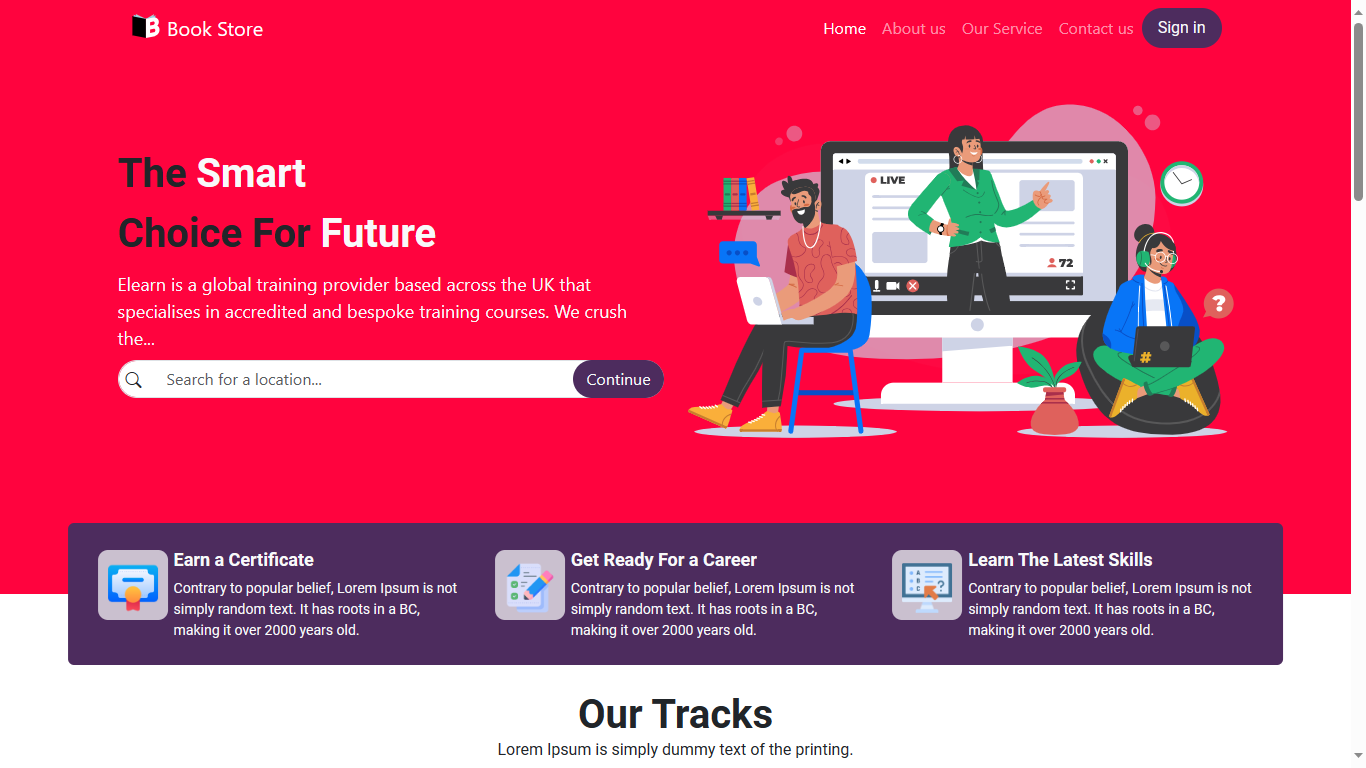 Book Store
Home About us Our Service Contact us Sign in
The Smart
Choice For Future
Elearn is a global training provider based across the UK that
specialises in accredited and bespoke training courses. We crush
the...
Search for a location...
Continue
LIVE
72
?
#
Earn a Certificate
Contrary to popular belief, Lorem Ipsum is not
simply random text. It has roots in a BC,
making it over 2000 years old.
Get Ready For a Career
Contrary to popular belief, Lorem Ipsum is not
simply random text. It has roots in a BC,
making it over 2000 years old.
A
B
C
?
Learn The Latest Skills
Contrary to popular belief, Lorem Ipsum is not
simply random text. It has roots in a BC,
making it over 2000 years old.
Our Tracks
Lorem Ipsum is simply dummy text of the printing.